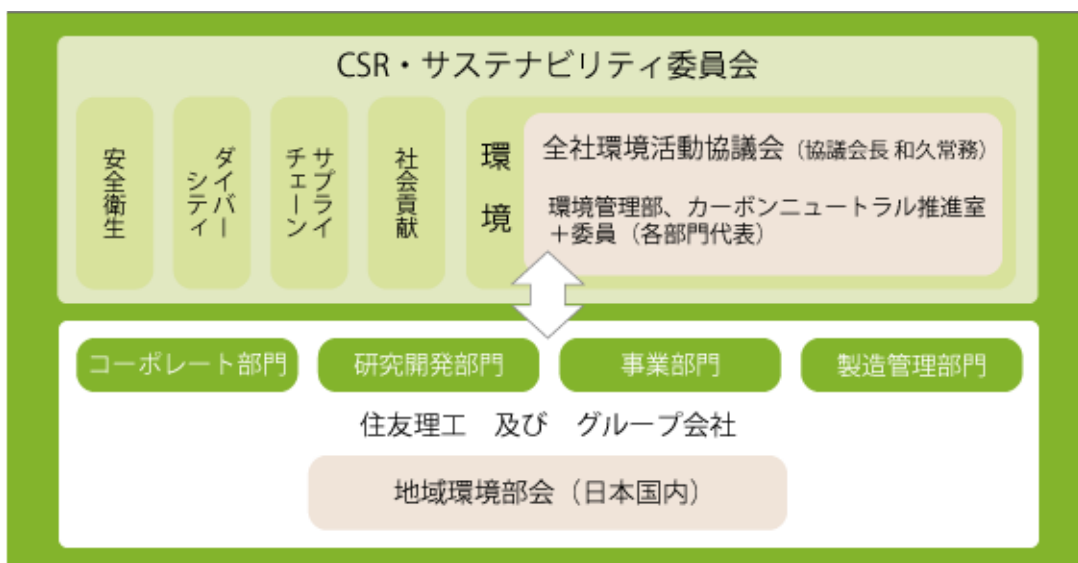 CSR・サステナビリティ委員会
安全衛生
ダイバー
シティ
サプライ
チェーン
社会貢献
環境
全社環境活動協議会（協議会長 和久常務）
環境管理部、カーボンニュートラル推進室
＋委員（各部門代表）
コーポレート部門
研究開発部門
事業部門
製造管理部門
住友理工　及び　グループ会社
地域環境部会（日本国内）